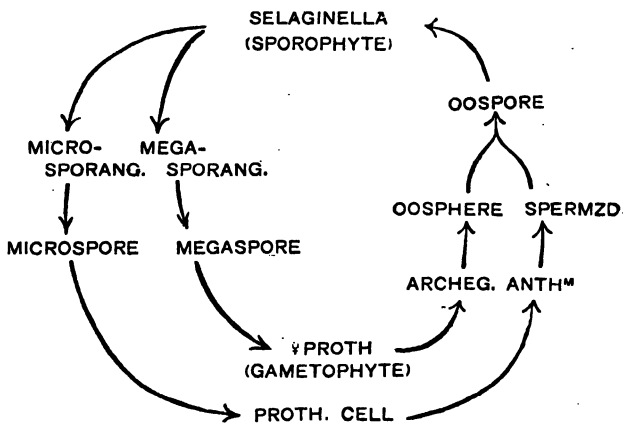 SELAGINELLA
(SPOROPHYTE)
OOSPORE
MICRO- MEGA-
SPORANG. SPORANG.
OOSPHERE SPERMZD.
MICROSPORE MEGASPORE
ARCHEG. ANTHᴹ
♀PROTH
(GAMETOPHYTE)
PROTH. CELL